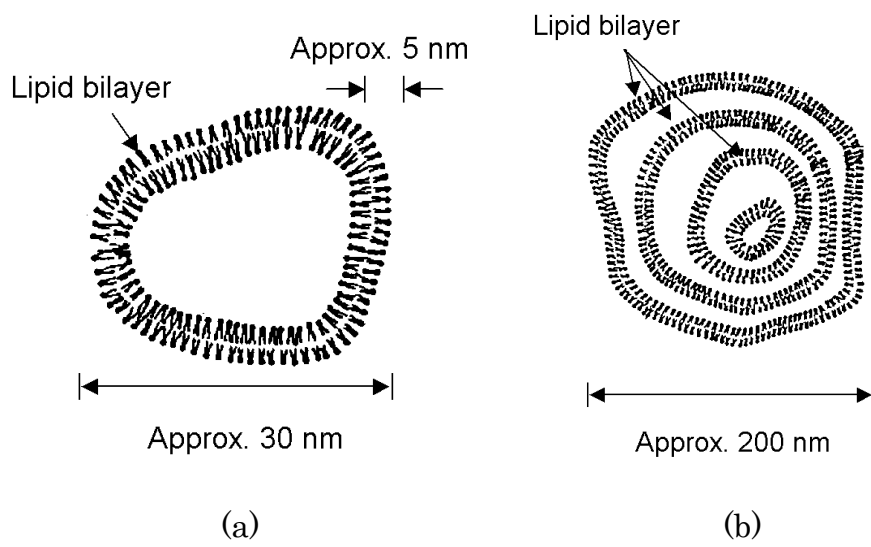 Approx. 5 nm
Lipid bilayer
Approx. 30 nm
(a)
Lipid bilayer
Approx. 200 nm
(b)